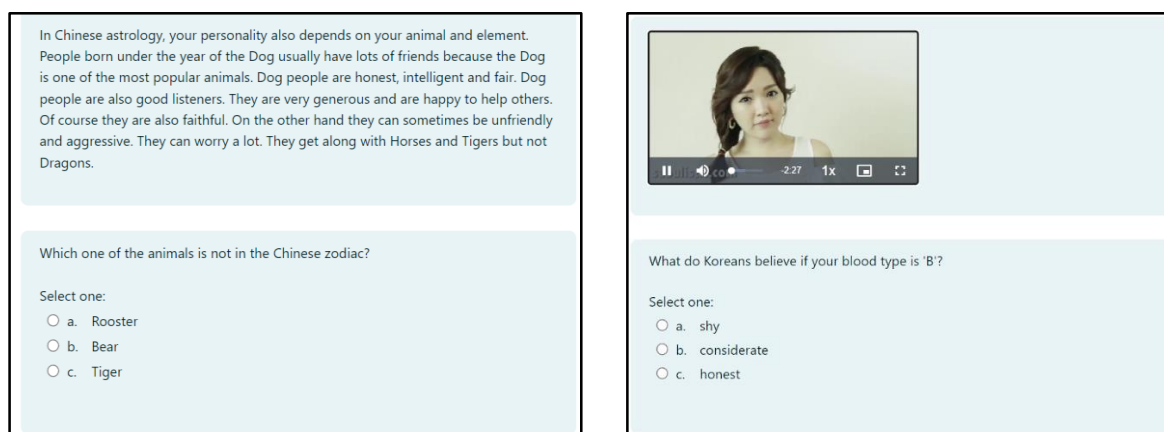 In Chinese astrology, your personality also depends on your animal and element.
People born under the year of the Dog usually have lots of friends because the Dog
is one of the most popular animals. Dog people are honest, intelligent and fair. Dog
people are also good listeners. They are very generous and are happy to help others.
Of course they are also faithful. On the other hand they can sometimes be unfriendly
and aggressive. They can worry a lot. They get along with Horses and Tigers but not
Dragons.
Which one of the animals is not in the Chinese zodiac?
Select one:
a. Rooster
b. Bear
c. Tiger
-2:27 1x
What do Koreans believe if your blood type is 'B'?
Select one:
a. shy
b. considerate
c. honest